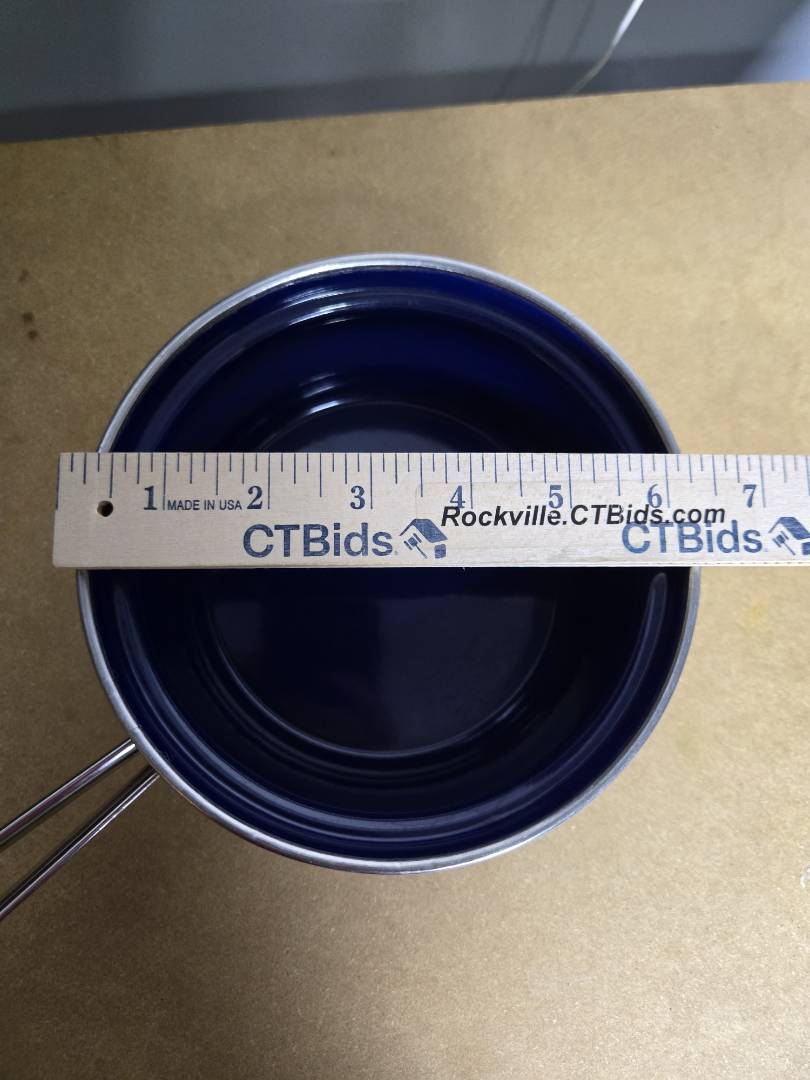 1 MADE IN USA 2 3 4 5 6 7
Rockville.CTBids.com
CTBids CTBids